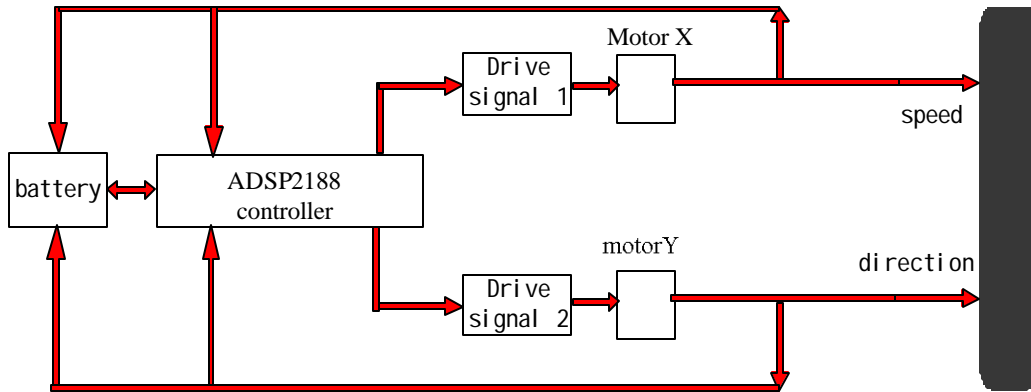 Motor X
Drive
signal 1
speed
battery
ADSP2188
controller
motorY
direction
Drive
signal 2